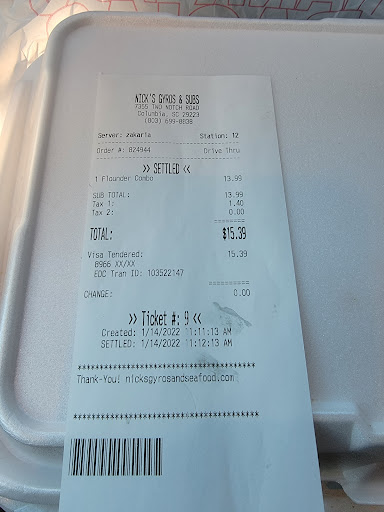 NICK'S GYROS & SUBS
7355 TWO NOTCH ROAD
Columbia, SC 29223
(803) 699-0838
Server: zakaria Station: 12
Order #: 824944 Drive Thru
>> SETTLED <<
1 Flounder Combo 13.99
SUB TOTAL: 13.99
Tax 1: 1.40
Tax 2: 0.00
========
TOTAL: $15.39
Visa Tendered: 15.39
8966 XX/XX
EDC Tran ID: 103522147
==========
CHANGE: 0.00
>> Ticket #: 9 <<
Created: 1/14/2022 11:11:13 AM
SETTLED: 1/14/2022 11:12:13 AM
****************************************
Thank-You! nicksgyrosandseafood.com
****************************************